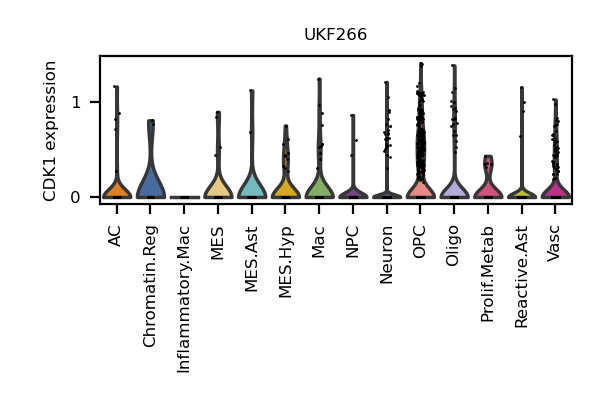 UKF266
CDK1 expression
1
0
AC
Chromatin.Reg
Inflammatory.Mac
MES
MES.Ast
MES.Hyp
Mac
NPC
Neuron
OPC
Oligo
Prolif.Metab
Reactive.Ast
Vasc